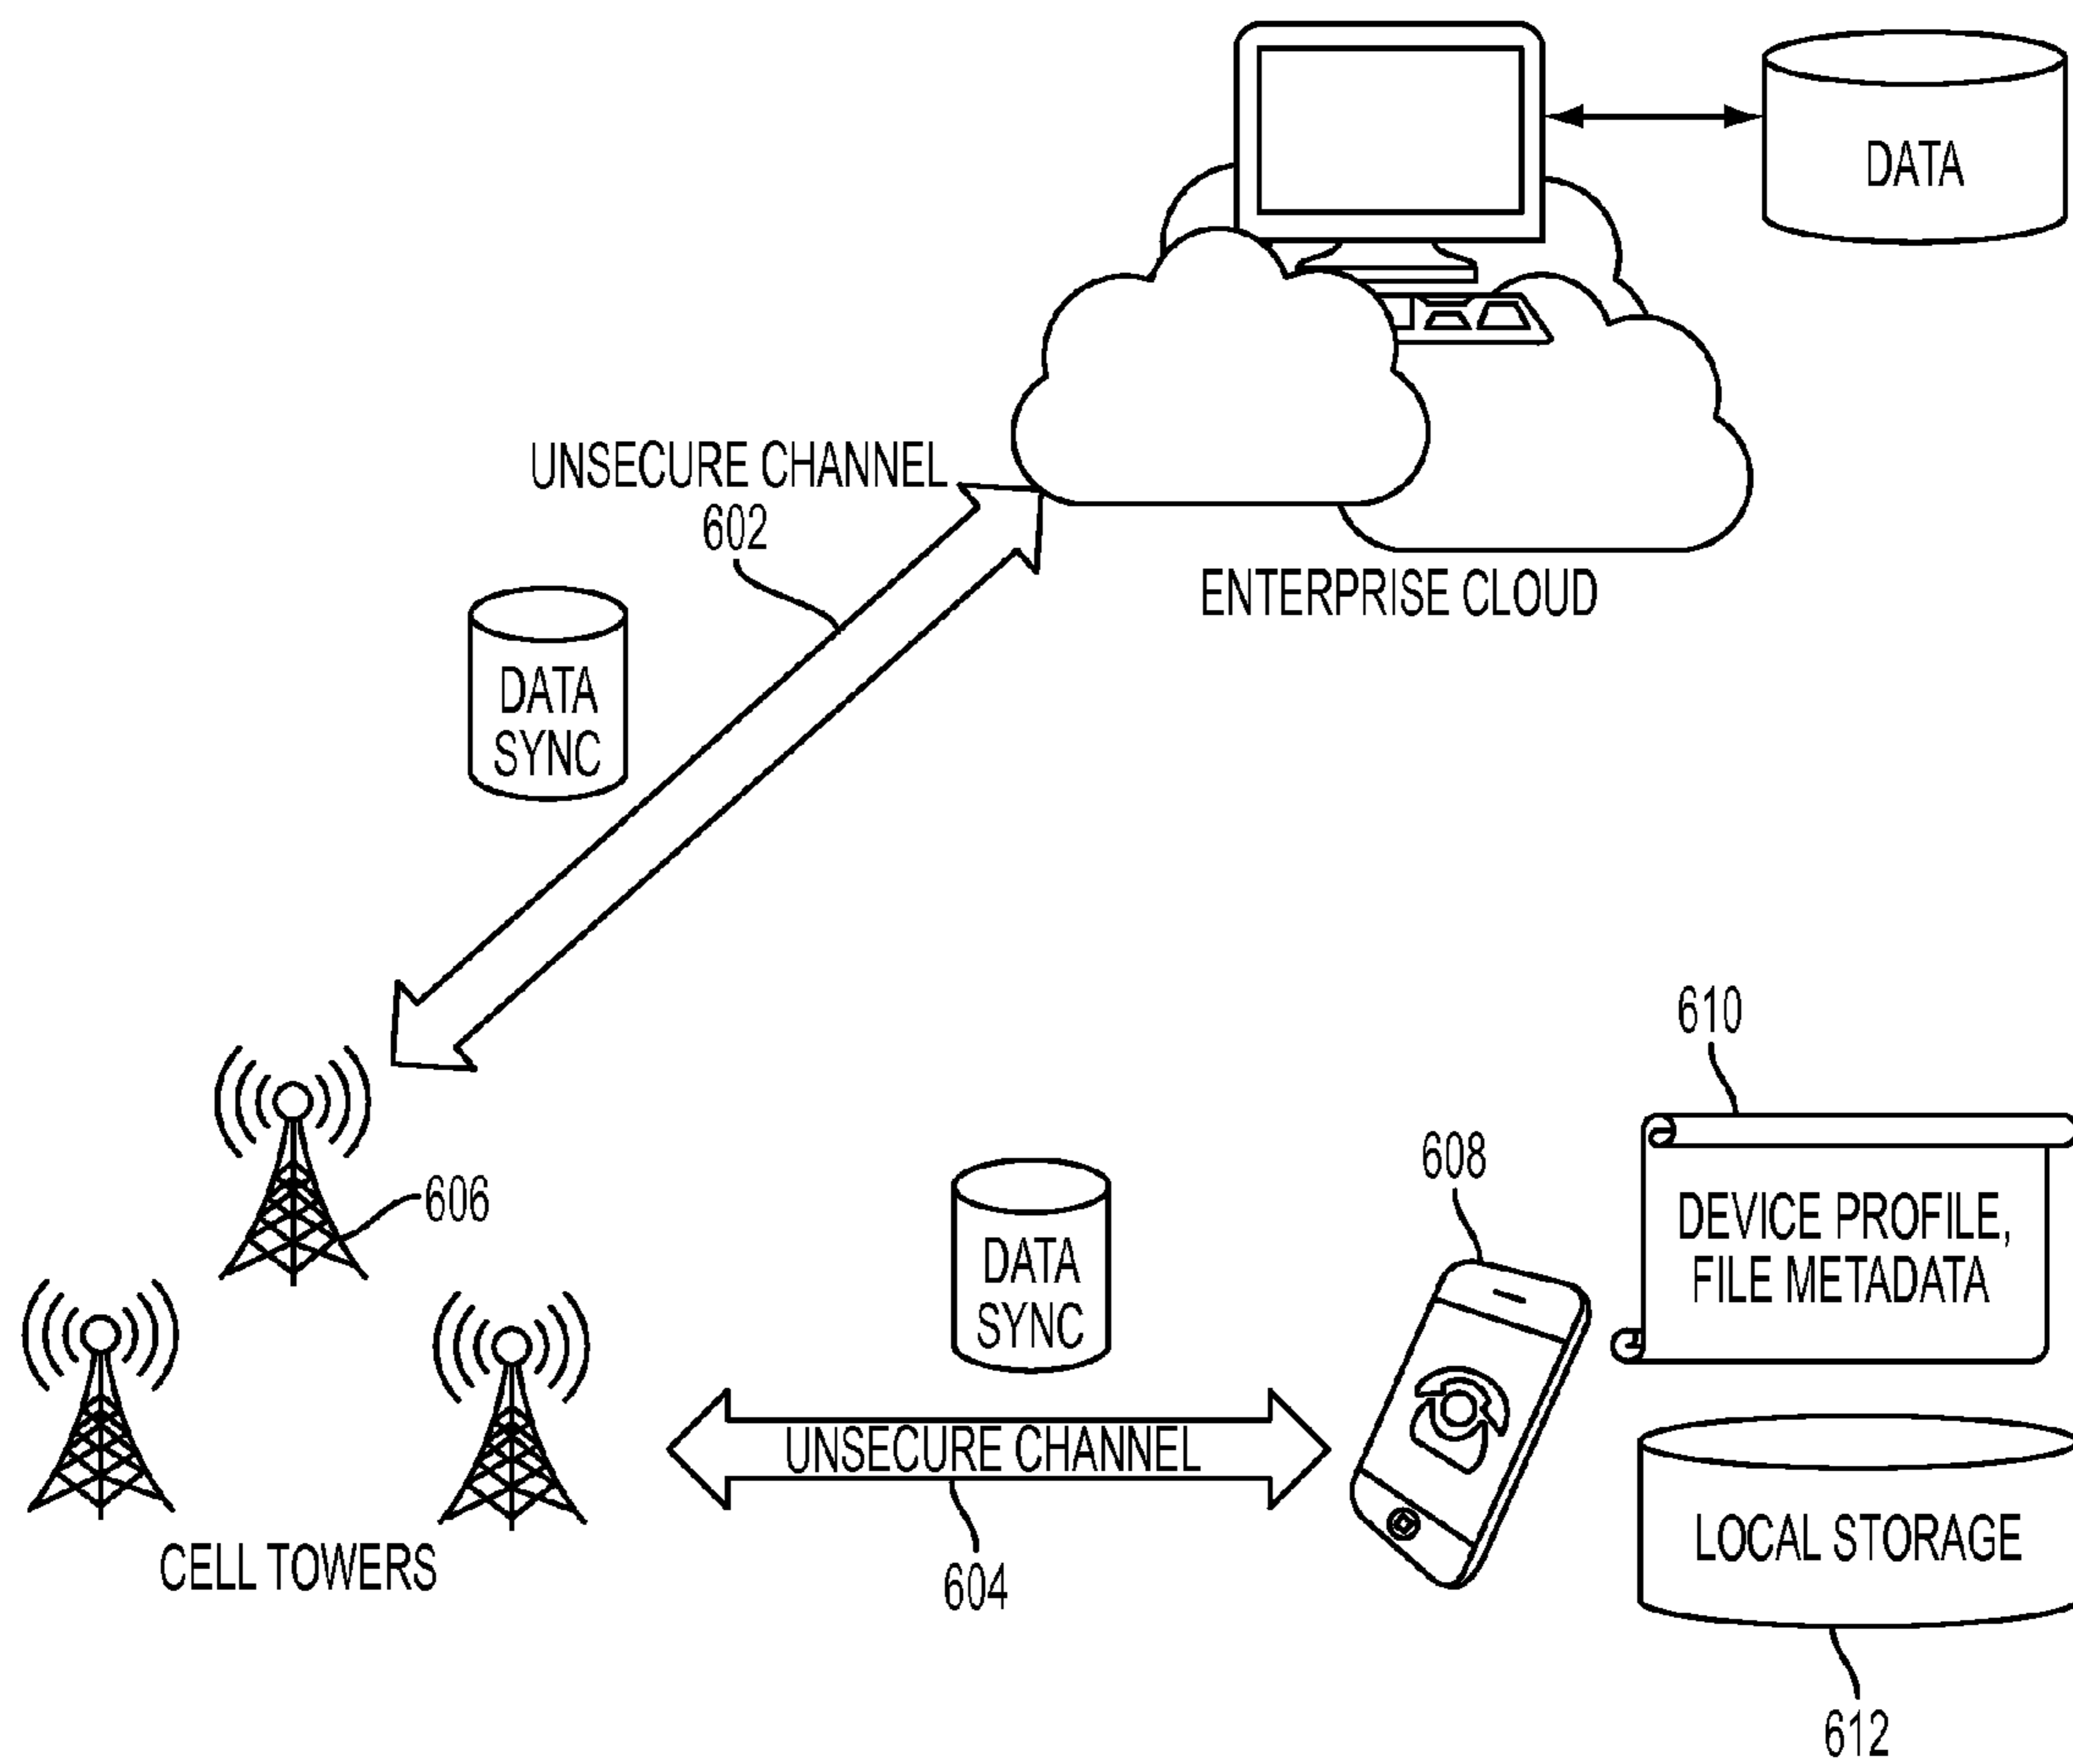 DATA
UNSECURE CHANNEL
602
ENTERPRISE CLOUD
DATA
SYNC
610
606
608
DEVICE PROFILE,
FILE METADATA
DATA
SYNC
UNSECURE CHANNEL
LOCAL STORAGE
CELL TOWERS
604
612